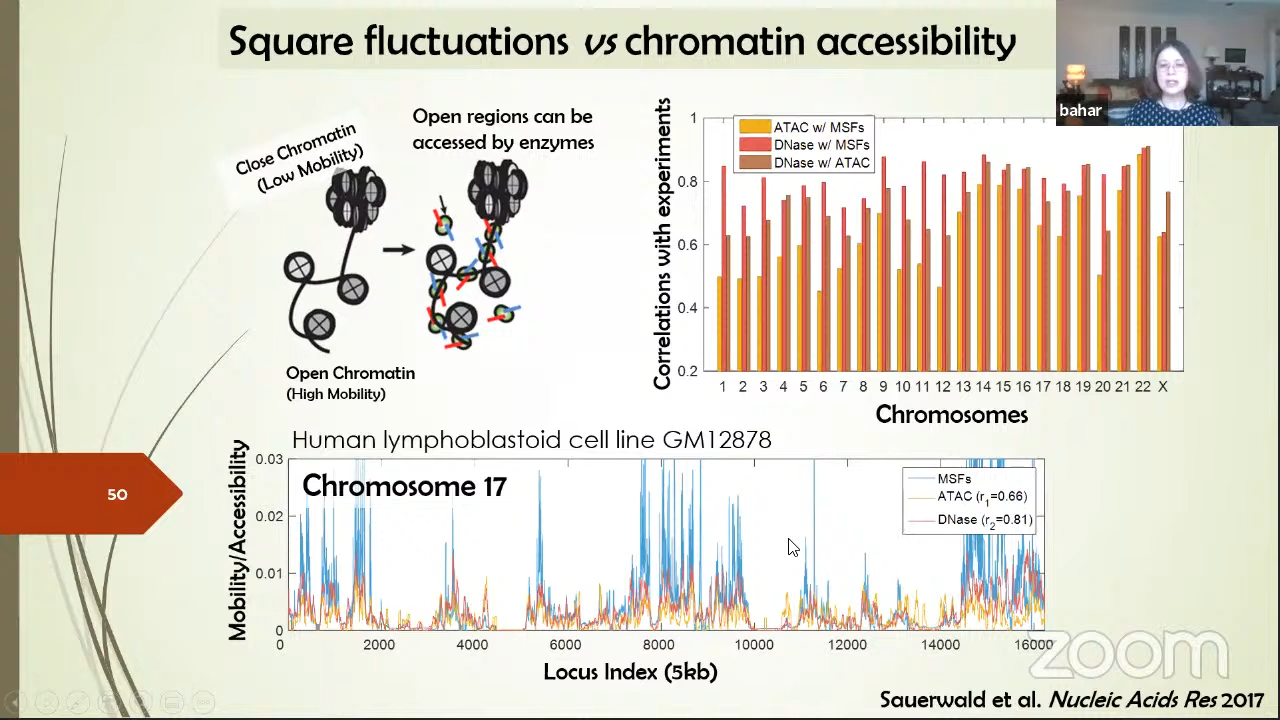 Square fluctuations vs chromatin accessibility
bahar
Close Chromatin
(Low Mobility)
Open regions can be
accessed by enzymes
Open Chromatin
(High Mobility)
Correlations with experiments
1
0.8
0.6
0.4
0.2
ATAC w/ MSFs
DNase w/ MSFs
DNase w/ ATAC
1 2 3 4 5 6 7 8 9 10 11 12 13 14 15 16 17 18 19 20 21 22 X
Chromosomes
Human lymphoblastoid cell line GM12878
Mobility/Accessibility
0.03
0.02
0.01
0
Chromosome 17
MSFs
ATAC (r1=0.66)
DNase (r2=0.81)
0 2000 4000 6000 8000 10000 12000 14000 16000
Locus Index (5kb)
50
zoom
Sauerwald et al. Nucleic Acids Res 2017